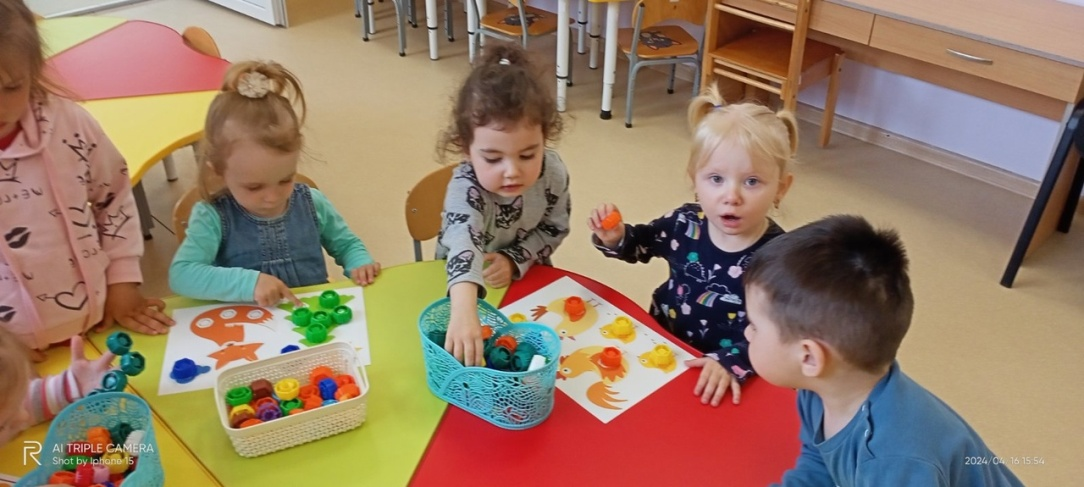 AI TRIPLE CAMERA
Shot by Iphone 15
2024/04/16 15:54